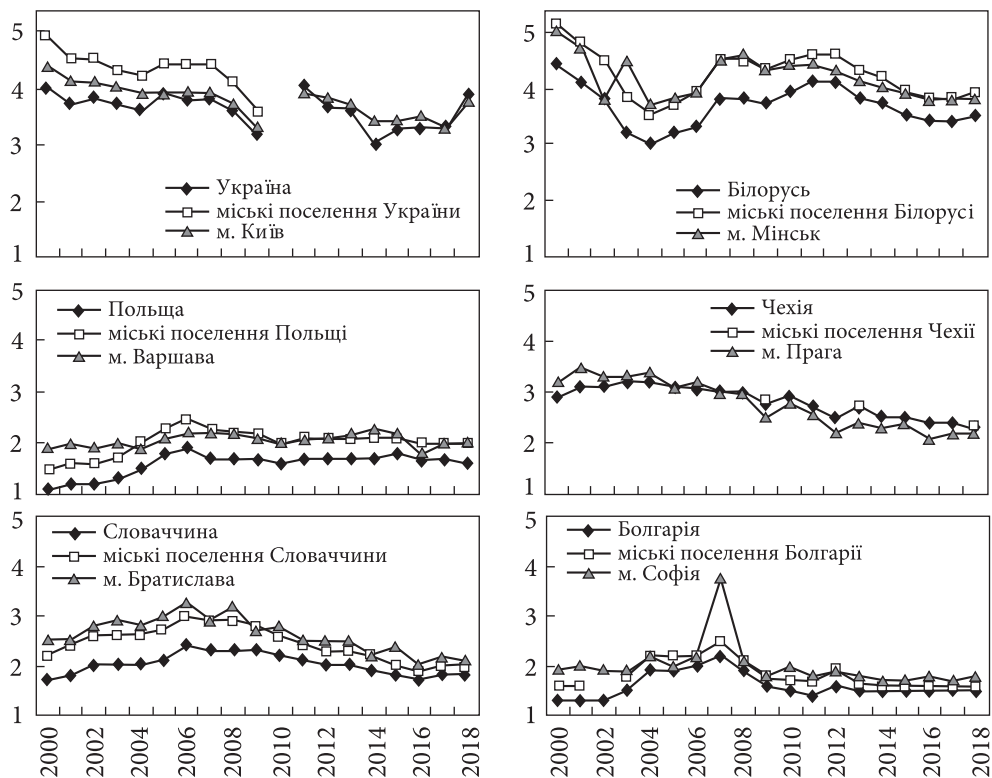 5
4
3
2
1
Україна
міські поселення України
м. Київ
5
4
3
2
1
Білорусь
міські поселення Білорусі
м. Мінськ
5
4
3
2
1
Польща
міські поселення Польщі
м. Варшава
5
4
3
2
1
Чехія
міські поселення Чехії
м. Прага
5
4
3
2
1
Словаччина
міські поселення Словаччини
м. Братислава
2000
2002
2004
2006
2008
2010
2012
2014
2016
2018
5
4
3
2
1
Болгарія
міські поселення Болгарії
м. Софія
2000
2002
2004
2006
2008
2010
2012
2014
2016
2018